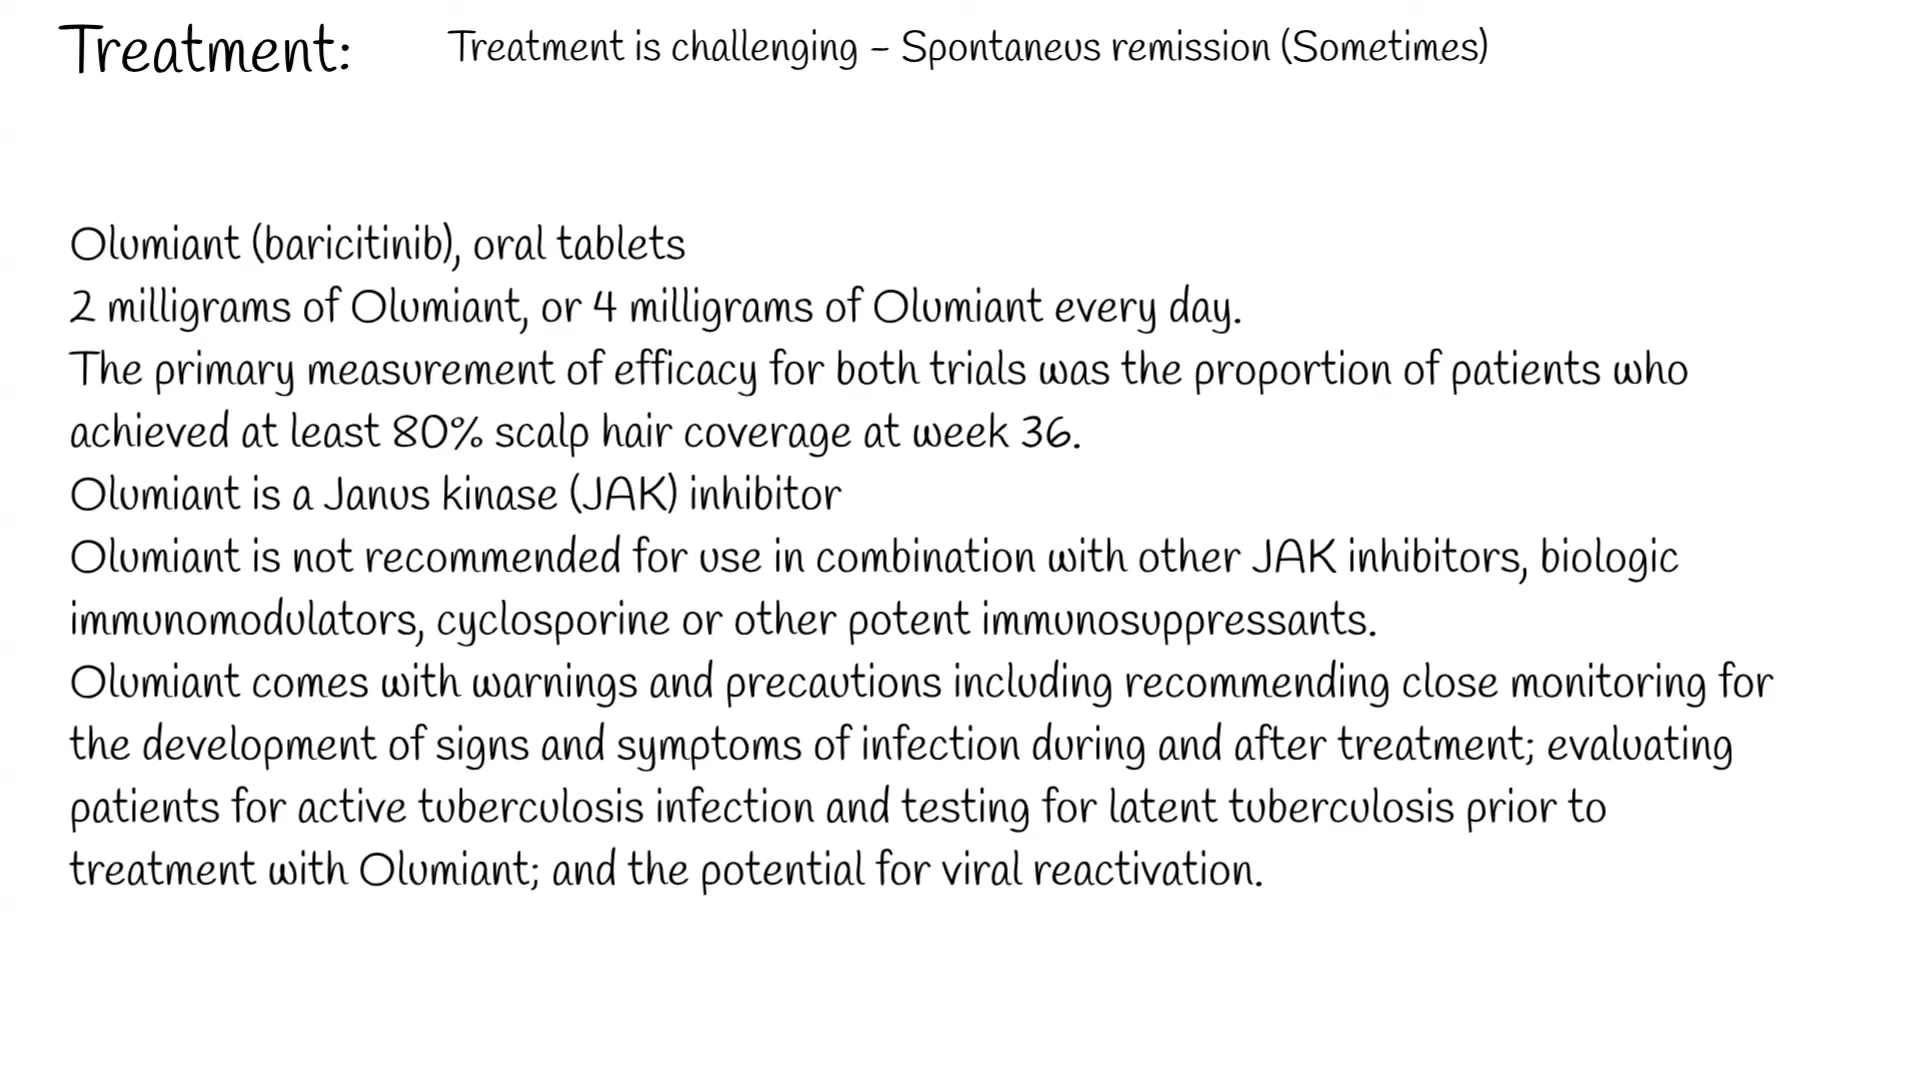 Treatment: Treatment is challenging - Spontaneus remission (Sometimes)
Olumiant (baricitinib), oral tablets
2 milligrams of Olumiant, or 4 milligrams of Olumiant every day.
The primary measurement of efficacy for both trials was the proportion of patients who
achieved at least 80% scalp hair coverage at week 36.
Olumiant is a Janus kinase (JAK) inhibitor
Olumiant is not recommended for use in combination with other JAK inhibitors, biologic
immunomodulators, cyclosporine or other potent immunosuppressants.
Olumiant comes with warnings and precautions including recommending close monitoring for
the development of signs and symptoms of infection during and after treatment; evaluating
patients for active tuberculosis infection and testing for latent tuberculosis prior to
treatment with Olumiant; and the potential for viral reactivation.